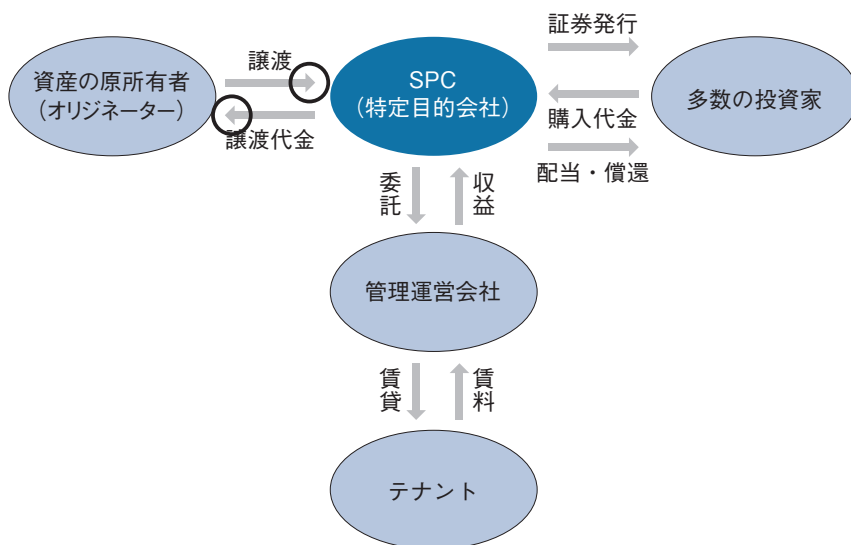 証券発行
譲渡
SPC
（特定目的会社）
資産の原所有者
（オリジネーター）
多数の投資家
譲渡代金
購入代金
配当・償還
委託
収益
管理運営会社
賃貸
賃料
テナント